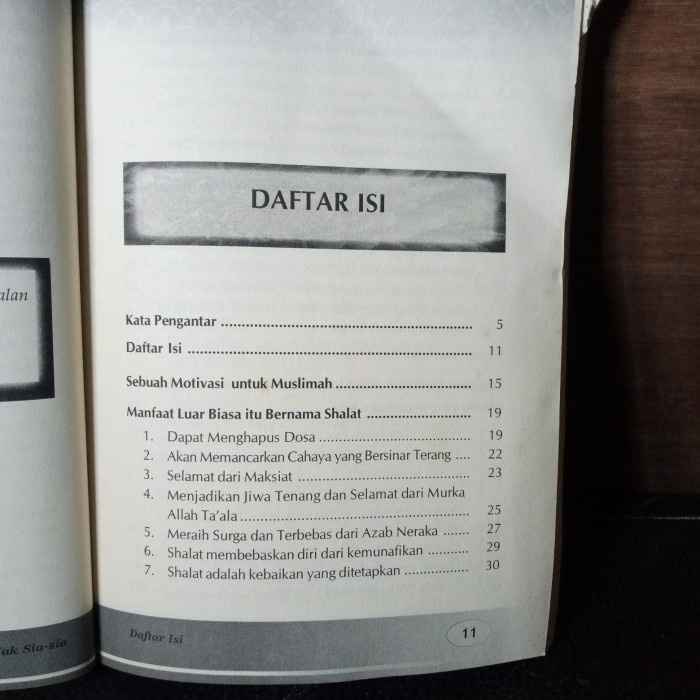 alan
ak Sia-sia
DAFTAR ISI
Kata Pengantar ........................................................... 5
Daftar Isi .................................................................. 11
Sebuah Motivasi untuk Muslimah ................................ 15
Manfaat Luar Biasa itu Bernama Shalat ......................... 19
1. Dapat Menghapus Dosa .................................... 19
2. Akan Memancarkan Cahaya yang Bersinar Terang .... 22
3. Selamat dari Maksiat ......................................... 23
4. Menjadikan Jiwa Tenang dan Selamat dari Murka
Allah Ta'ala ...................................................... 25
5. Meraih Surga dan Terbebas dari Azab Neraka ....... 27
6. Shalat membebaskan diri dari kemunafikan .......... 29
7. Shalat adalah kebaikan yang ditetapkan ................ 30
Daftar Isi 11